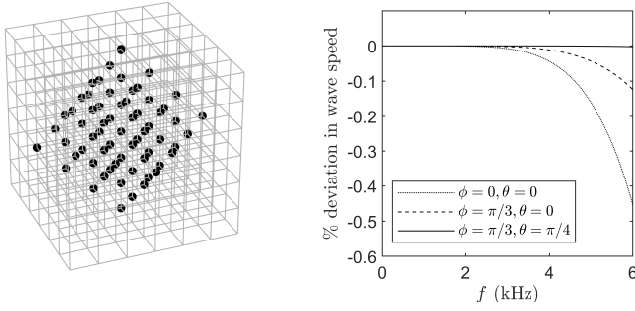 % deviation in wave speed
0
-0.1
-0.2
-0.3
-0.4
-0.5
-0.6
ϕ = 0, θ = 0
ϕ = π/3, θ = 0
ϕ = π/3, θ = π/4
0 2 4 6
f (kHz)